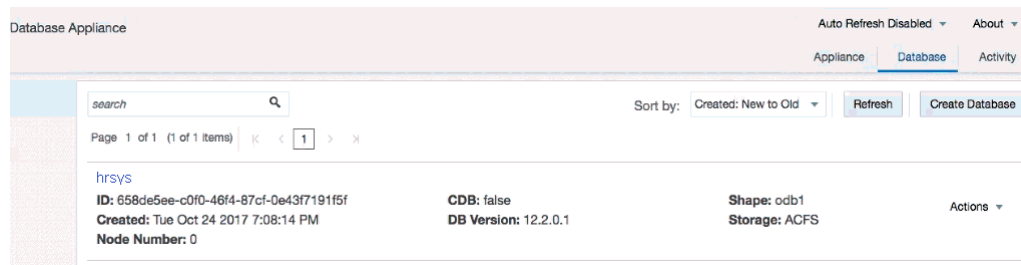 Database Appliance
Auto Refresh Disabled About
Appliance Database Activity
search
Sort by: Created: New to Old Refresh Create Database
Page 1 of 1 (1 of 1 items) 1
hrsys
ID: 658de5ee-c0f0-46f4-87cf-0e43f7191f5f CDB: false Shape: odb1
Created: Tue Oct 24 2017 7:08:14 PM DB Version: 12.2.0.1 Storage: ACFS
Actions
Node Number: 0